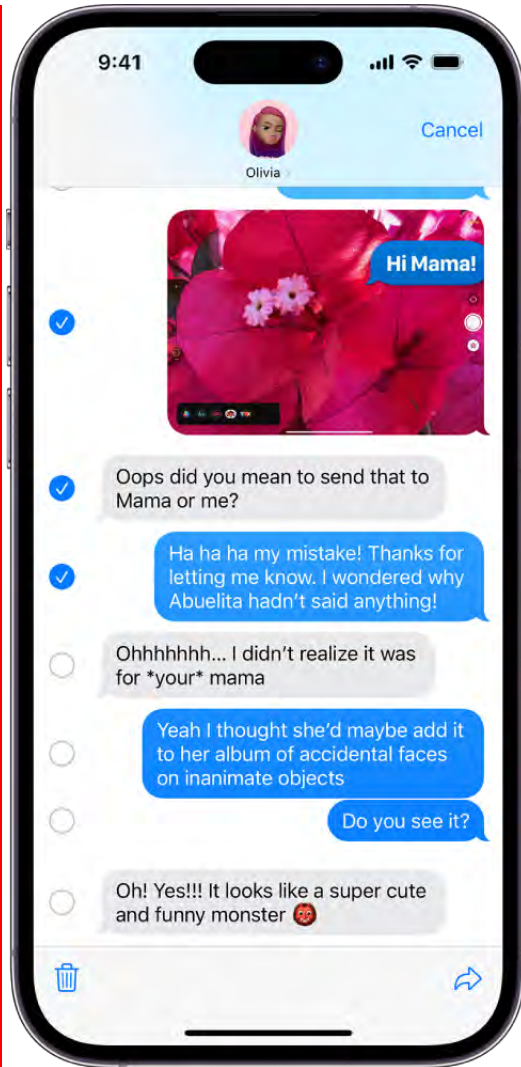 9:41
Cancel
Olivia
Hi Mama!
Oops did you mean to send that to
Mama or me?
Ha ha ha my mistake! Thanks for
letting me know. I wondered why
Abuelita hadn't said anything!
Ohhhhhhh... I didn't realize it was
for *your* mama
Yeah I thought she'd maybe add it
to her album of accidental faces
on inanimate objects
Do you see it?
Oh! Yes!!! It looks like a super cute
and funny monster 👹